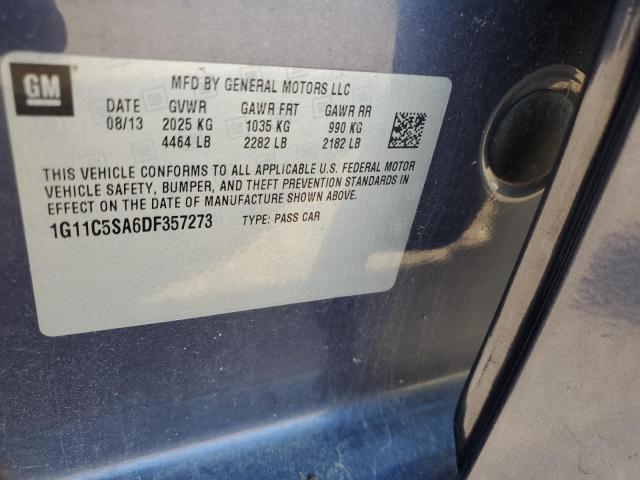 GM
MFD BY GENERAL MOTORS LLC
DATE GVWR GAWR FRT GAWR RR
08/13 2025 KG 1035 KG 990 KG
4464 LB 2282 LB 2182 LB
THIS VEHICLE CONFORMS TO ALL APPLICABLE U.S. FEDERAL MOTOR
VEHICLE SAFETY, BUMPER, AND THEFT PREVENTION STANDARDS IN
EFFECT ON THE DATE OF MANUFACTURE SHOWN ABOVE.
1G11C5SA6DF357273 TYPE: PASS CAR